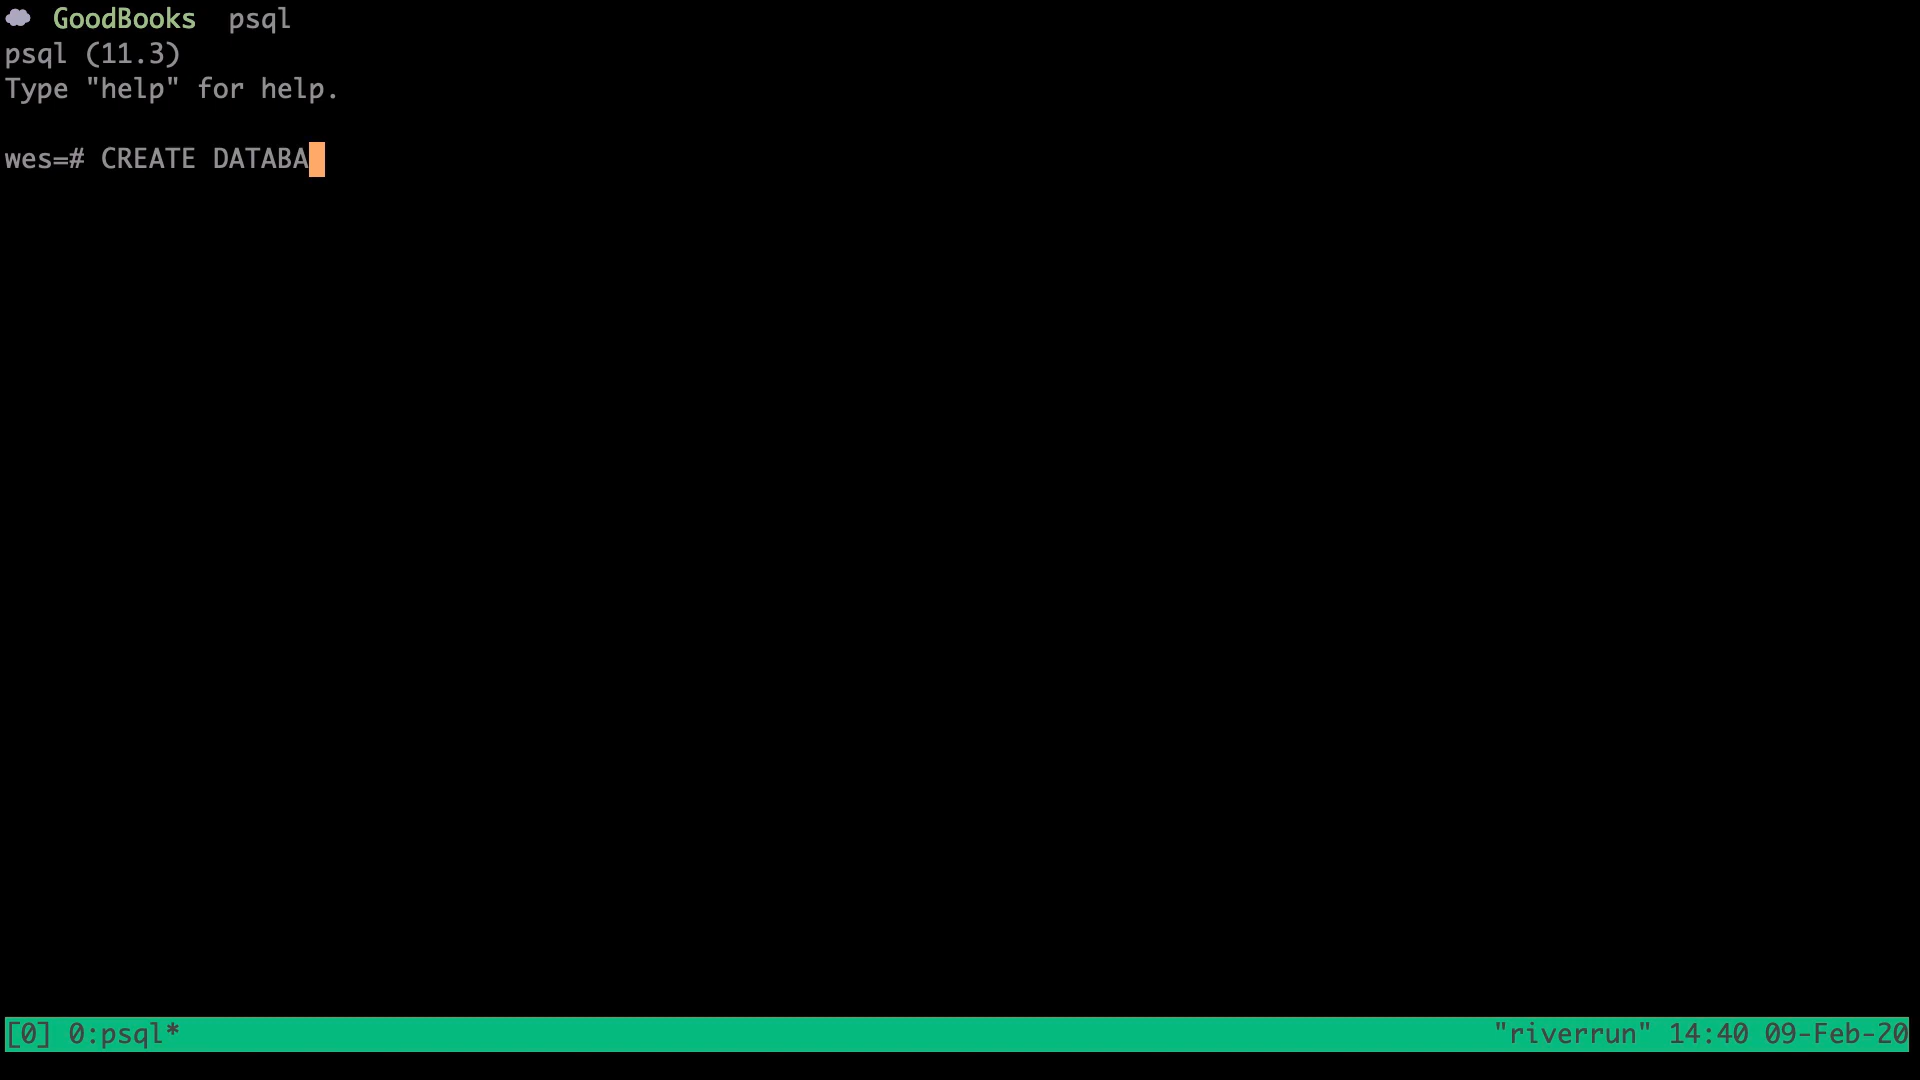 GoodBooks psql
psql (11.3)
Type "help" for help.
wes=# CREATE DATABA
[0] 0:psql* "riverrun" 14:40 09-Feb-20